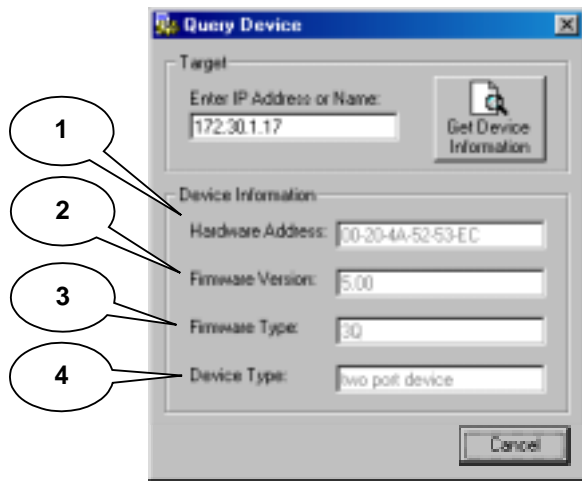 Query Device
Target
Enter IP Address or Name:
172.30.1.17
Get Device
Information
1
Device Information
Hardware Address: 00-20-4A-52-53-EC
2
Firmware Version: 5.00
3
Firmware Type: 3Q
4
Device Type: two port device
Cancel